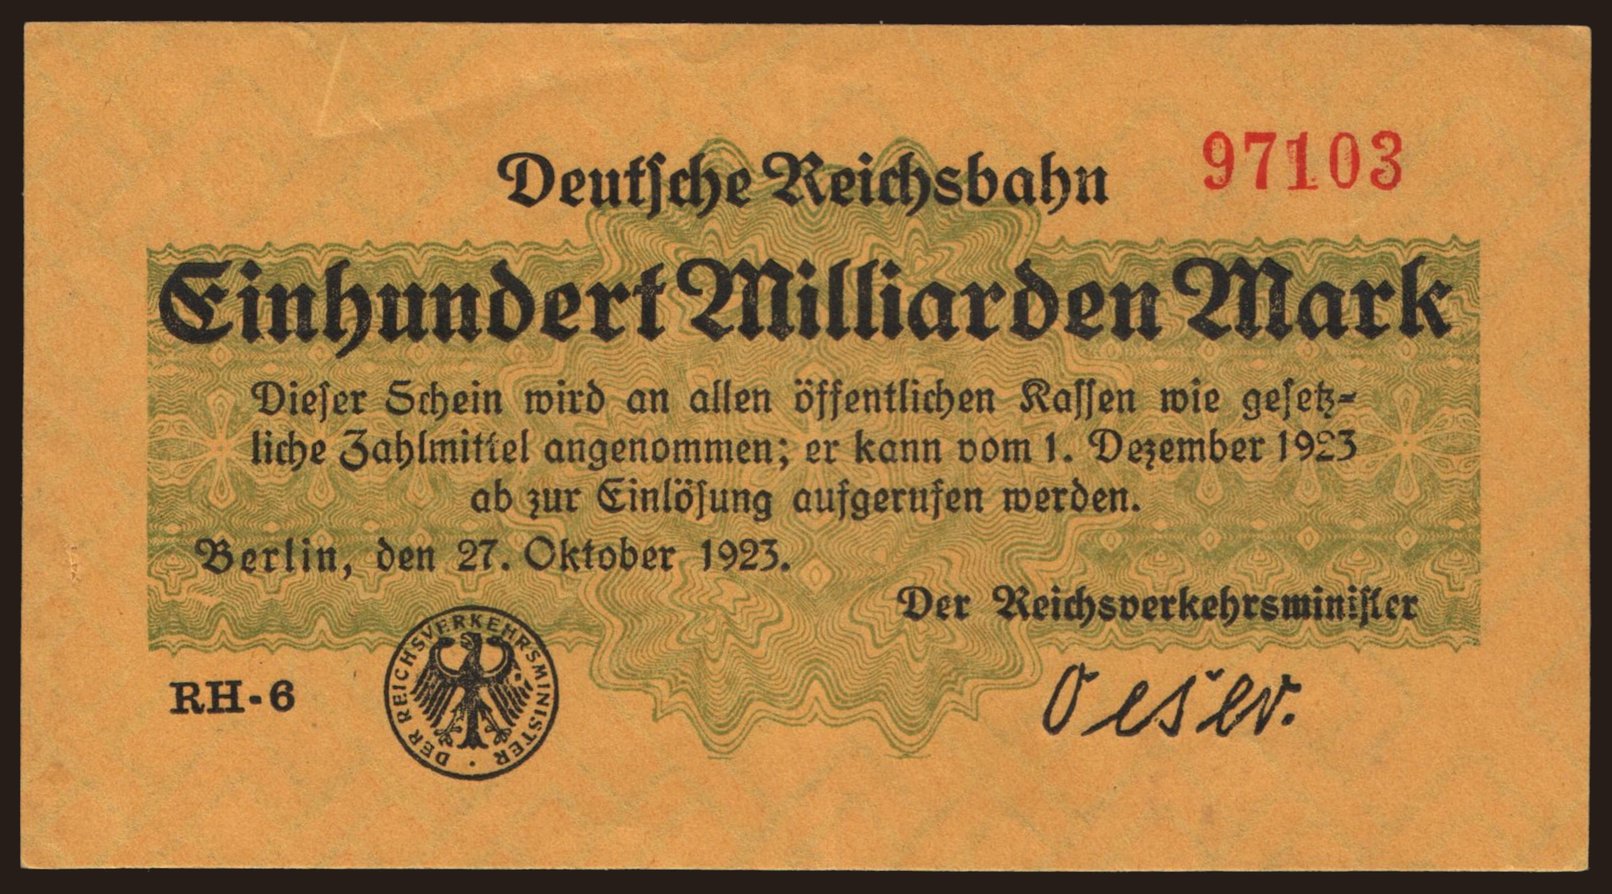 97103
Deutsche Reichsbahn
Einhundert Milliarden Mark
Dieser Schein wird an allen öffentlichen Kassen wie gesetz-
liche Zahlmittel angenommen; er kann vom 1. Dezember 1923
ab zur Einlösung aufgerufen werden.
Berlin, den 27. Oktober 1923.
Der Reichsverkehrsminister
RH-6
DER REICHSVERKEHRSMINISTER
Oeser.